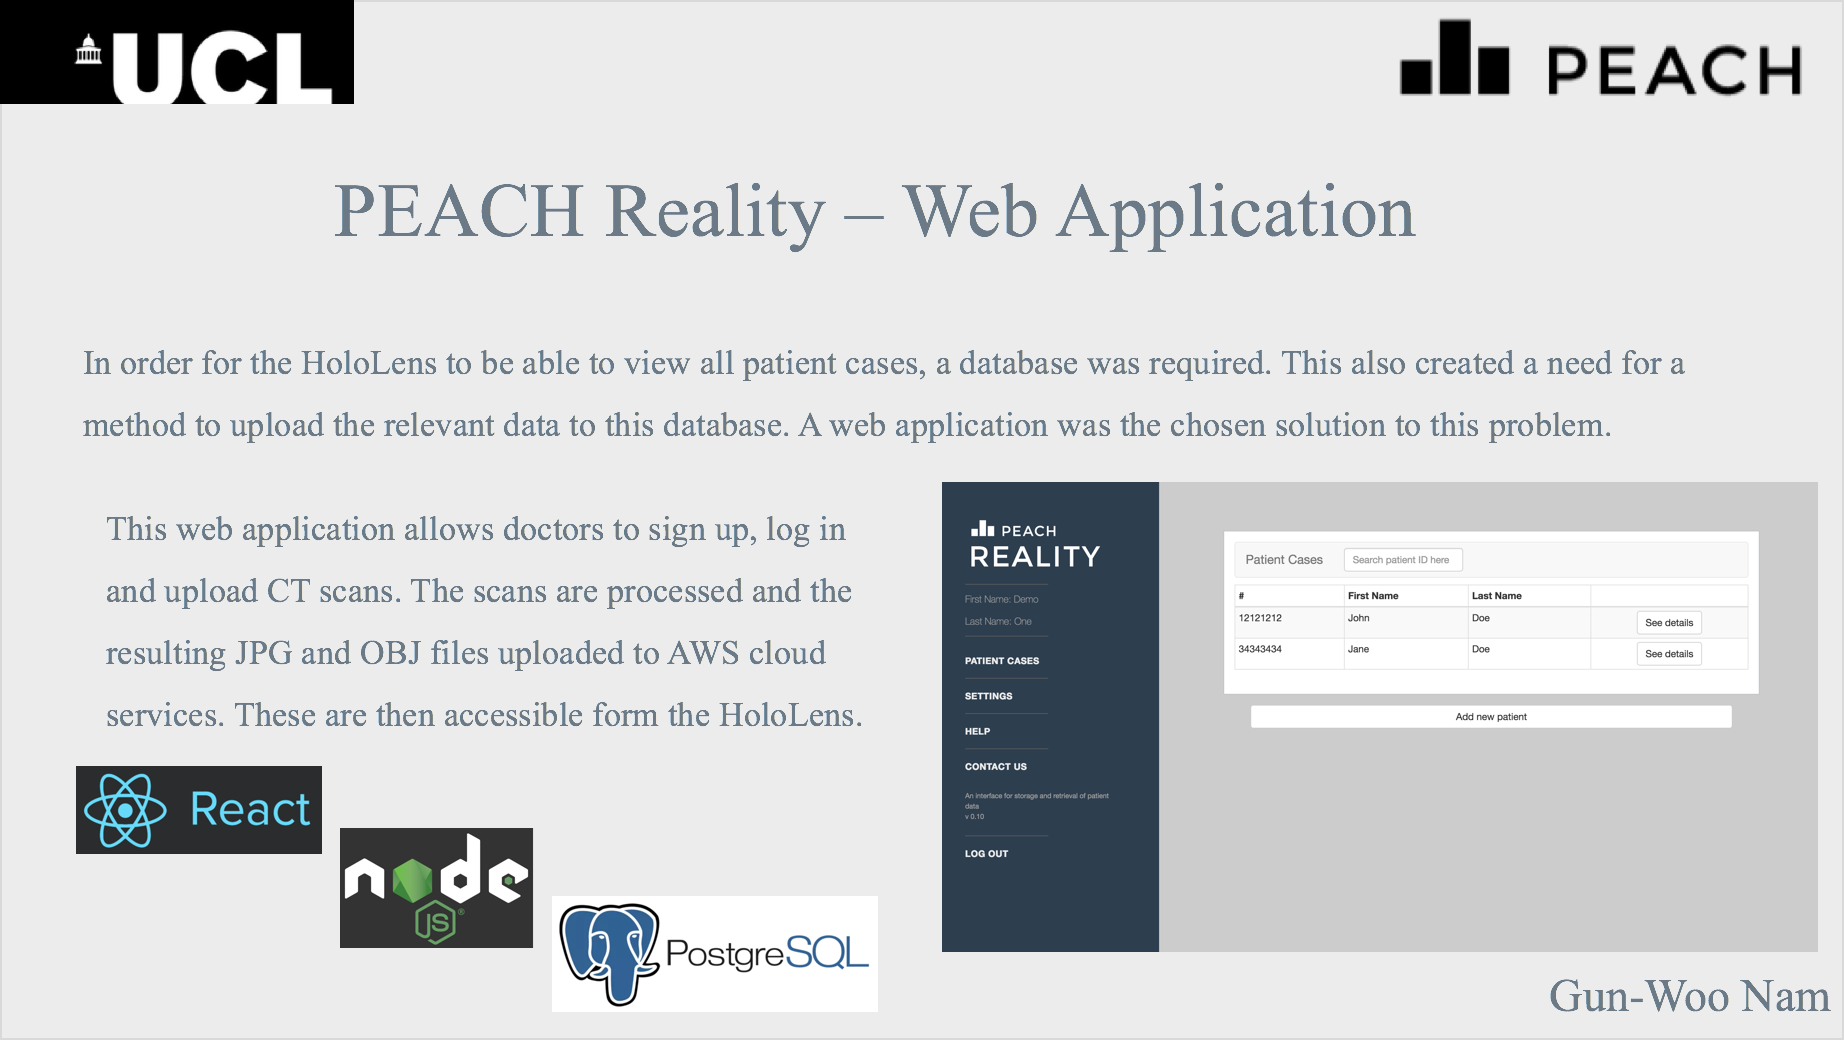 UCL
PEACH
PEACH Reality – Web Application
In order for the HoloLens to be able to view all patient cases, a database was required. This also created a need for a
method to upload the relevant data to this database. A web application was the chosen solution to this problem.
This web application allows doctors to sign up, log in
and upload CT scans. The scans are processed and the
resulting JPG and OBJ files uploaded to AWS cloud
services. These are then accessible form the HoloLens.
React
node
JS®
PostgreSQL
PEACH
REALITY
First Name: Demo
Last Name: One
PATIENT CASES
SETTINGS
HELP
CONTACT US
An interface for storage and retrieval of patient
data
v 0.10
LOG OUT
Patient Cases Search patient ID here
# First Name Last Name
12121212 John Doe See details
34343434 Jane Doe See details
Add new patient
Gun-Woo Nam